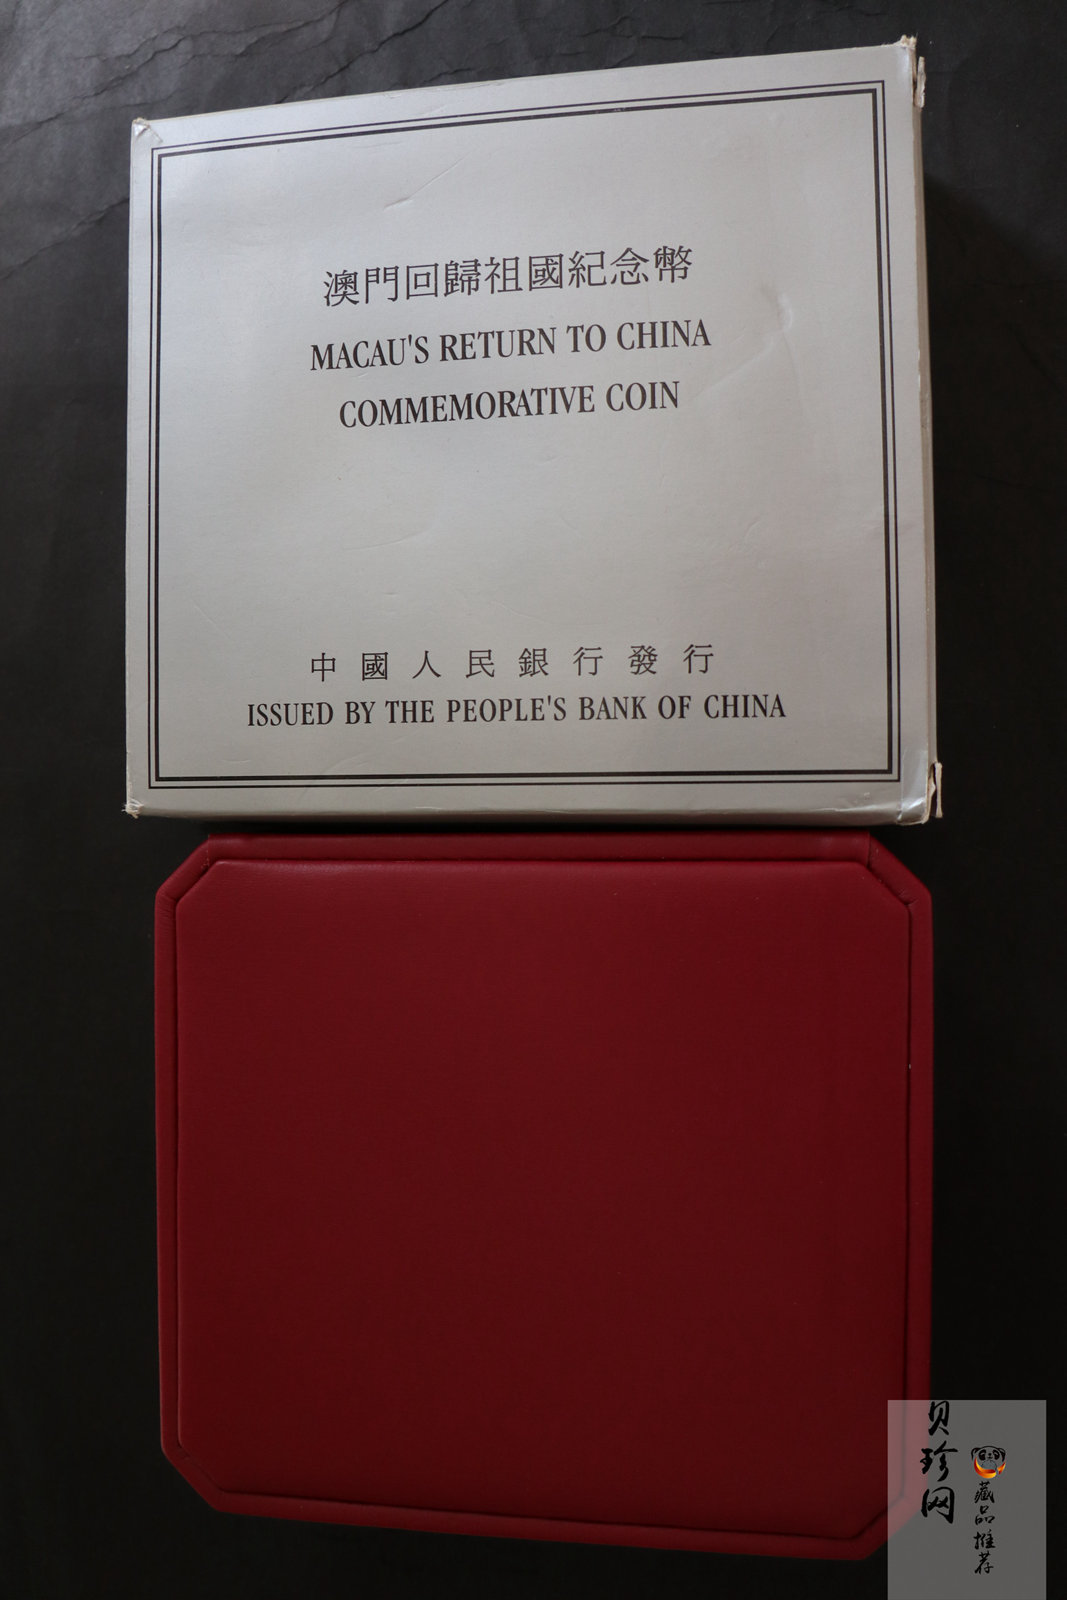 澳門回歸祖國紀念幣
MACAU'S RETURN TO CHINA
COMMEMORATIVE COIN
中國人民銀行發行
ISSUED BY THE PEOPLE'S BANK OF CHINA
贝珍网
藏品推荐